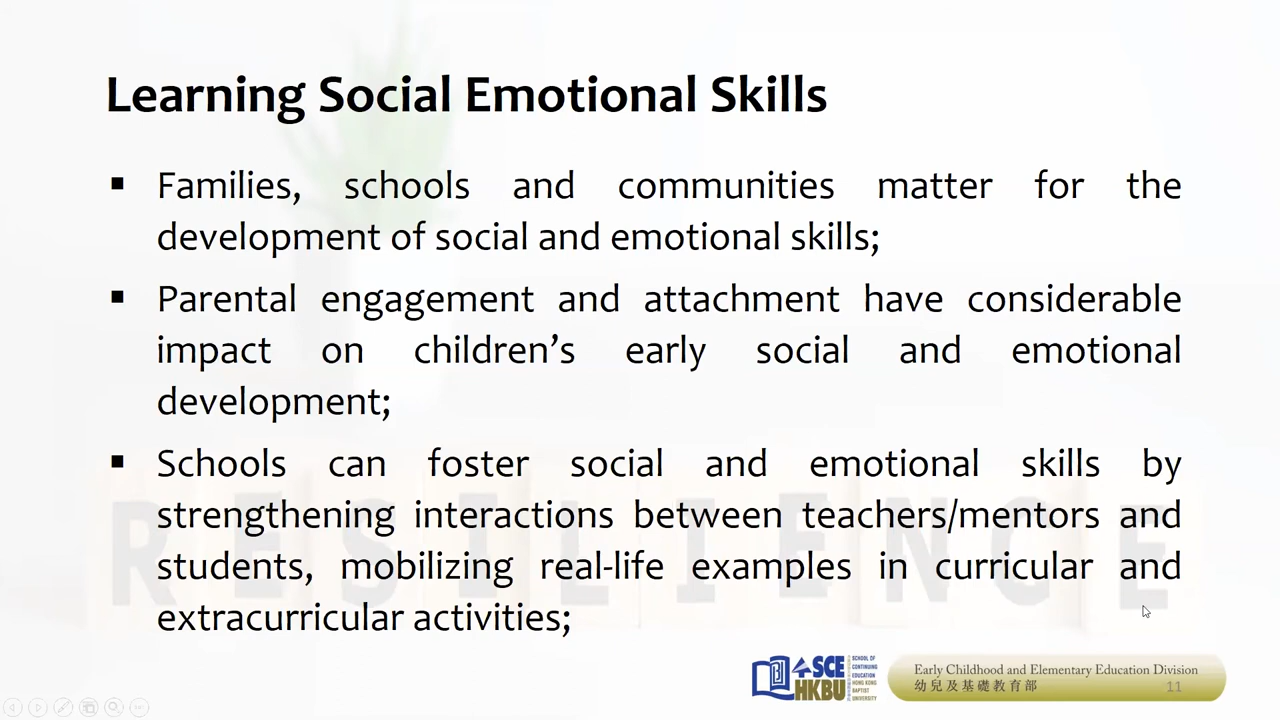 Learning Social Emotional Skills
▪ Families, schools and communities matter for the
development of social and emotional skills;
▪ Parental engagement and attachment have considerable
impact on children’s early social and emotional
development;
▪ Schools can foster social and emotional skills by
strengthening interactions between teachers/mentors and
students, mobilizing real-life examples in curricular and
extracurricular activities;
RESILIENCE
SCE
HKBU
SCHOOL OF
CONTINUING
EDUCATION
HONG KONG
BAPTIST
UNIVERSITY
Early Childhood and Elementary Education Division
幼兒及基礎教育部
11